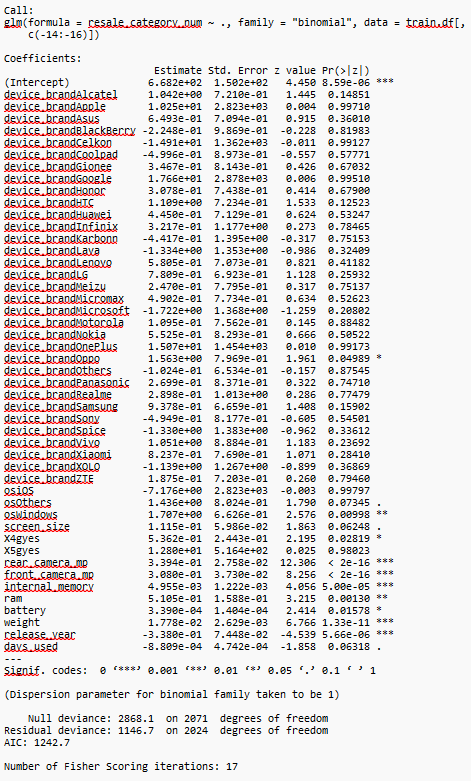 Call:
glm(formula = resale_category_num ~ ., family = "binomial", data = train.df[,
    c(-14:-16)])
Coefficients:
Estimate Std. Error z value Pr(>|z|)
(Intercept) 6.682e+02 1.502e+02 4.450 8.59e-06 ***
device_brandAlcatel 1.042e+00 7.210e-01 1.445 0.14851
device_brandApple 1.025e+01 2.823e+03 0.004 0.99710
device_brandAsus 6.493e-01 7.094e-01 0.915 0.36010
device_brandBlackBerry -2.248e-01 9.869e-01 -0.228 0.81983
device_brandCelkon -1.491e+01 1.362e+03 -0.011 0.99127
device_brandCoolpad -4.996e-01 8.973e-01 -0.557 0.57771
device_brandGionee 3.467e-01 8.143e-01 0.426 0.67032
device_brandGoogle 1.766e+01 2.878e+03 0.006 0.99510
device_brandHonor 3.078e-01 7.438e-01 0.414 0.67900
device_brandHTC 1.109e+00 7.234e-01 1.533 0.12523
device_brandHuawei 4.450e-01 7.129e-01 0.624 0.53247
device_brandInfinix 3.217e-01 1.177e+00 0.273 0.78465
device_brandKarbonn -4.417e-01 1.395e+00 -0.317 0.75153
device_brandLava -1.334e+00 1.353e+00 -0.986 0.32409
device_brandLenovo 5.805e-01 7.073e-01 0.821 0.41182
device_brandLG 7.809e-01 6.923e-01 1.128 0.25932
device_brandMeizu 2.470e-01 7.795e-01 0.317 0.75137
device_brandMicromax 4.902e-01 7.734e-01 0.634 0.52623
device_brandMicrosoft -1.722e+00 1.368e+00 -1.259 0.20802
device_brandMotorola 1.095e-01 7.562e-01 0.145 0.88482
device_brandNokia 5.525e-01 8.293e-01 0.666 0.50522
device_brandOnePlus 1.507e+01 1.454e+03 0.010 0.99173
device_brandOppo 1.563e+00 7.969e-01 1.961 0.04989 *
device_brandOthers -1.024e-01 6.534e-01 -0.157 0.87545
device_brandPanasonic 2.699e-01 8.371e-01 0.322 0.74710
device_brandRealme 2.898e-01 1.013e+00 0.286 0.77479
device_brandSamsung 9.378e-01 6.659e-01 1.408 0.15902
device_brandSony -4.949e-01 8.177e-01 -0.605 0.54501
device_brandSpice -1.330e+00 1.383e+00 -0.962 0.33612
device_brandVivo 1.051e+00 8.884e-01 1.183 0.23692
device_brandXiaomi 8.237e-01 7.690e-01 1.071 0.28410
device_brandXOLO -1.139e+00 1.267e+00 -0.899 0.36869
device_brandZTE 1.875e-01 7.203e-01 0.260 0.79460
osiOS -7.176e+00 2.823e+03 -0.003 0.99797
osOthers 1.436e+00 8.024e-01 1.790 0.07345 .
osWindows 1.707e+00 6.626e-01 2.576 0.00998 **
screen_size 1.115e-01 5.986e-02 1.863 0.06248 .
X4gyes 5.362e-01 2.443e-01 2.195 0.02819 *
X5gyes 1.280e+01 5.164e+02 0.025 0.98023
rear_camera_mp 3.394e-01 2.758e-02 12.306 < 2e-16 ***
front_camera_mp 3.080e-01 3.730e-02 8.256 < 2e-16 ***
internal_memory 4.955e-03 1.222e-03 4.056 5.00e-05 ***
ram 5.105e-01 1.588e-01 3.215 0.00130 **
battery 3.390e-04 1.404e-04 2.414 0.01578 *
weight 1.778e-02 2.629e-03 6.766 1.33e-11 ***
release_year -3.380e-01 7.448e-02 -4.539 5.66e-06 ***
days_used -8.809e-04 4.742e-04 -1.858 0.06318 .
---
Signif. codes: 0 ‘***’ 0.001 ‘**’ 0.01 ‘*’ 0.05 ‘.’ 0.1 ‘ ’ 1
(Dispersion parameter for binomial family taken to be 1)
Null deviance: 2868.1 on 2071 degrees of freedom
Residual deviance: 1146.7 on 2024 degrees of freedom
AIC: 1242.7
Number of Fisher Scoring iterations: 17